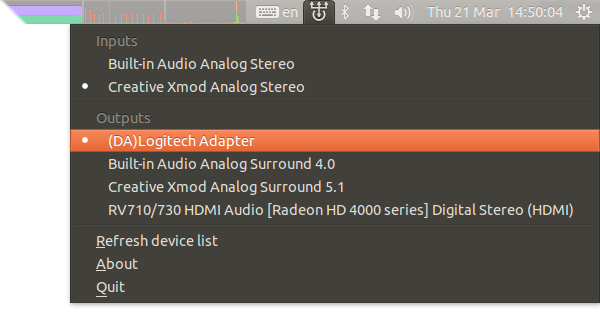 en Thu 21 Mar 14:50:04
Inputs
Built-in Audio Analog Stereo
Creative Xmod Analog Stereo
Outputs
(DA)Logitech Adapter
Built-in Audio Analog Surround 4.0
Creative Xmod Analog Surround 5.1
RV710/730 HDMI Audio [Radeon HD 4000 series] Digital Stereo (HDMI)
Refresh device list
About
Quit